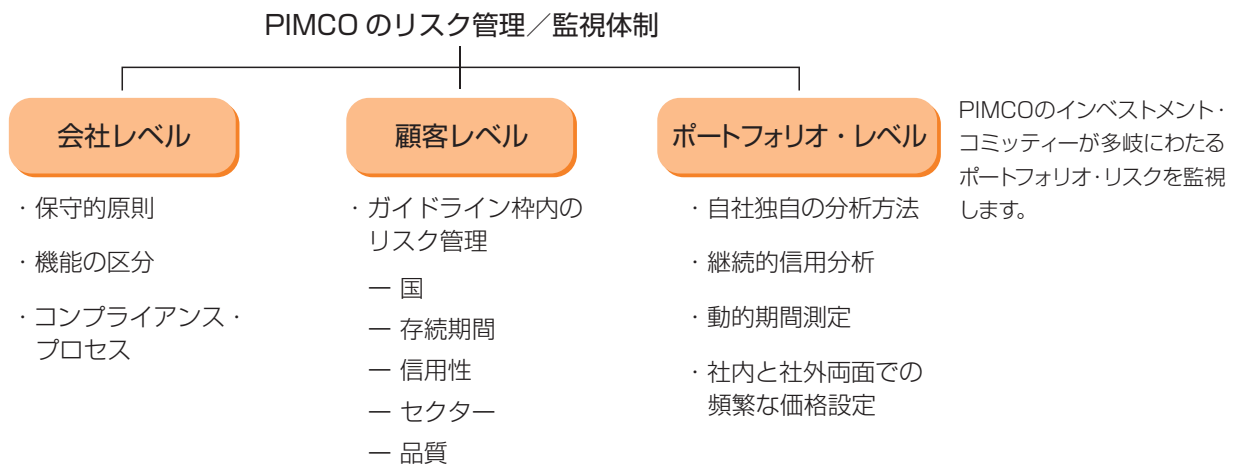 PIMCO のリスク管理／監視体制
会社レベル
・保守的原則
・機能の区分
・コンプライアンス・
プロセス
顧客レベル
・ガイドライン枠内の
リスク管理
― 国
― 存続期間
― 信用性
― セクター
― 品質
ポートフォリオ・レベル
・自社独自の分析方法
・継続的信用分析
・動的期間測定
・社内と社外両面での
頻繁な価格設定
PIMCOのインベストメント・
コミッティーが多岐にわたる
ポートフォリオ・リスクを監視
します。